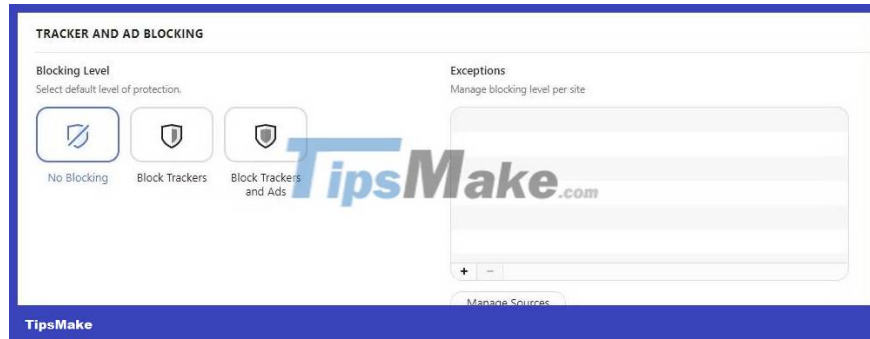 TRACKER AND AD BLOCKING
Blocking Level
Select default level of protection.
No Blocking
Block Trackers
Block Trackers
and Ads
Exceptions
Manage blocking level per site
+ −
Manage Sources
TipsMake.com
TipsMake